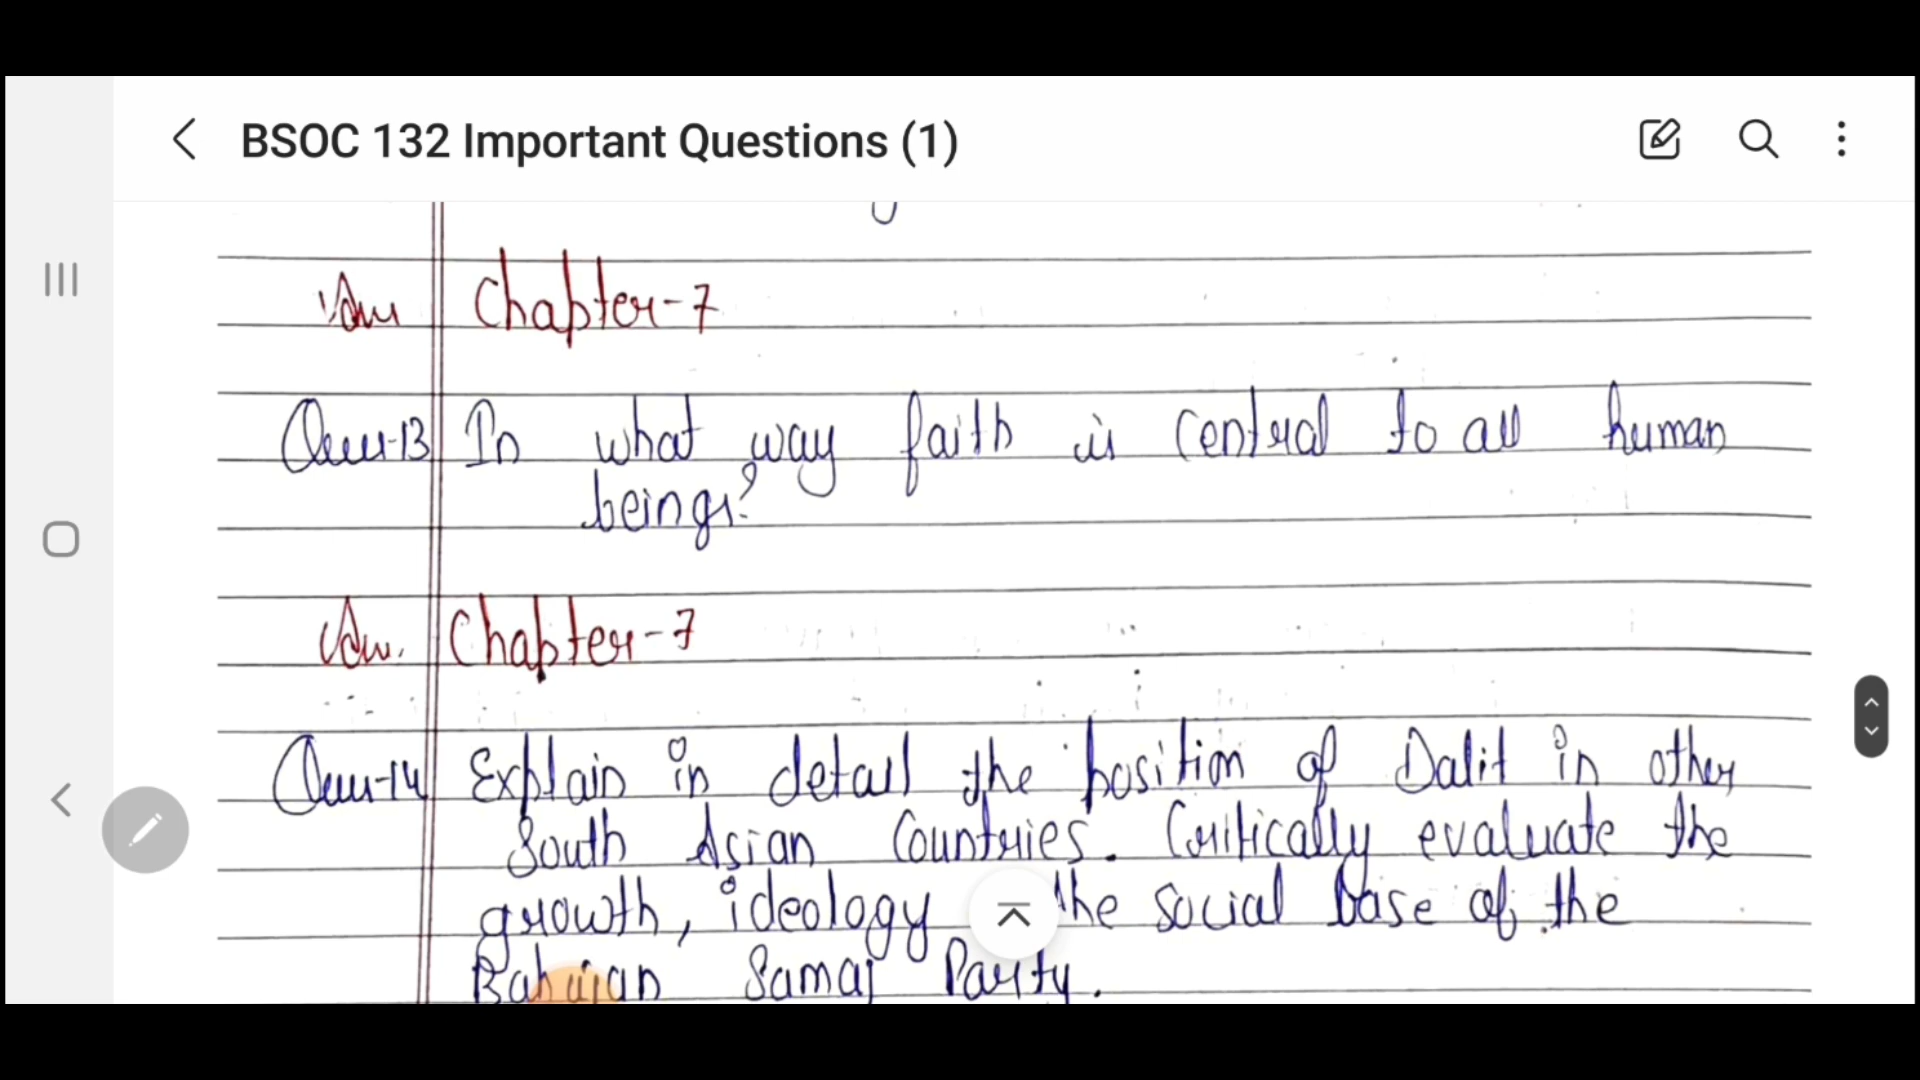 BSOC 132 Important Questions (1)
Chapter-7
Ques-13 In what way faith is central to all human
beings?
Chapter-7
Ques-14 Explain in detail the position of Dalit in other
South Asian Countries. Critically evaluate the
growth, ideology the social base of the
Bahujan Samaj Party.